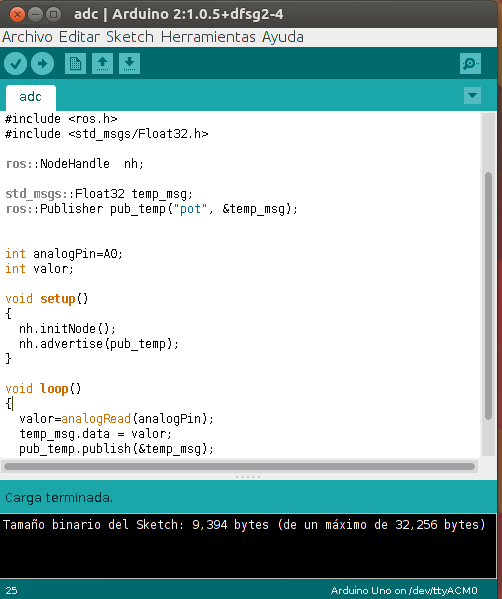 adc | Arduino 2:1.0.5+dfsg2-4
Archivo Editar Sketch Herramientas Ayuda
adc
#include <ros.h>
#include <std_msgs/Float32.h>
ros::NodeHandle  nh;
std_msgs::Float32 temp_msg;
ros::Publisher pub_temp("pot", &temp_msg);
int analogPin=A0;
int valor;
void setup()
{
  nh.initNode();
  nh.advertise(pub_temp);
}
void loop()
{
  valor=analogRead(analogPin);
  temp_msg.data = valor;
  pub_temp.publish(&temp_msg);
Carga terminada.
Tamaño binario del Sketch: 9,394 bytes (de un máximo de 32,256 bytes)
25 Arduino Uno on /dev/ttyACM0